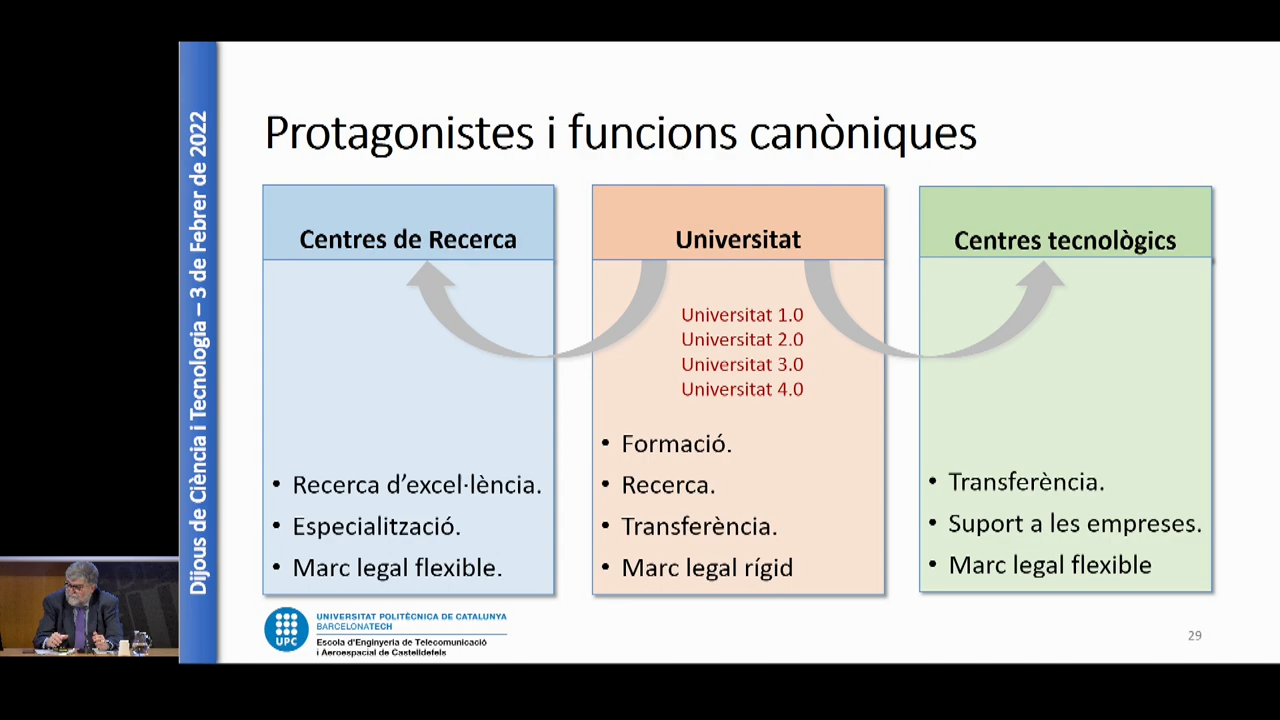 Dijous de Ciència i Tecnologia – 3 de Febrer de 2022
Protagonistes i funcions canòniques
Centres de Recerca
• Recerca d’excel·lència.
• Especialització.
• Marc legal flexible.
Universitat
Universitat 1.0
Universitat 2.0
Universitat 3.0
Universitat 4.0
• Formació.
• Recerca.
• Transferència.
• Marc legal rígid
Centres tecnològics
• Transferència.
• Suport a les empreses.
• Marc legal flexible
UPC
UNIVERSITAT POLITÈCNICA DE CATALUNYA
BARCELONATECH
Escola d'Enginyeria de Telecomunicació
i Aeroespacial de Castelldefels
29